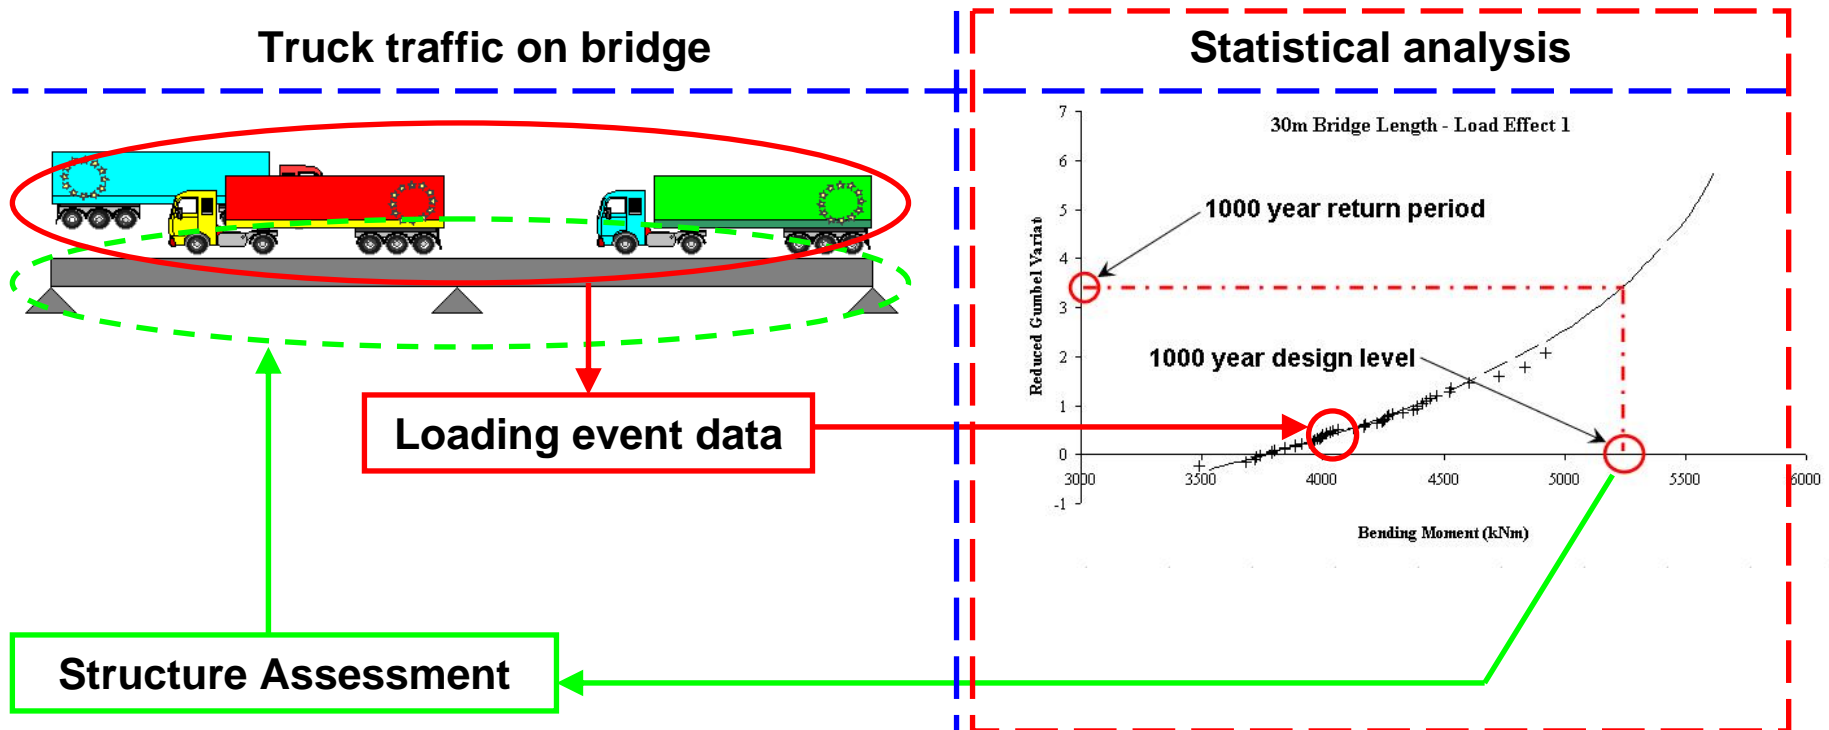 Truck traffic on bridge
Statistical analysis
30m Bridge Length - Load Effect 1
7
6
5
4
3
2
1
0
-1
Reduced Gumbel Variat
1000 year return period
1000 year design level
3000
3500
4000
4500
5000
5500
6000
Bending Moment (kNm)
Loading event data
Structure Assessment